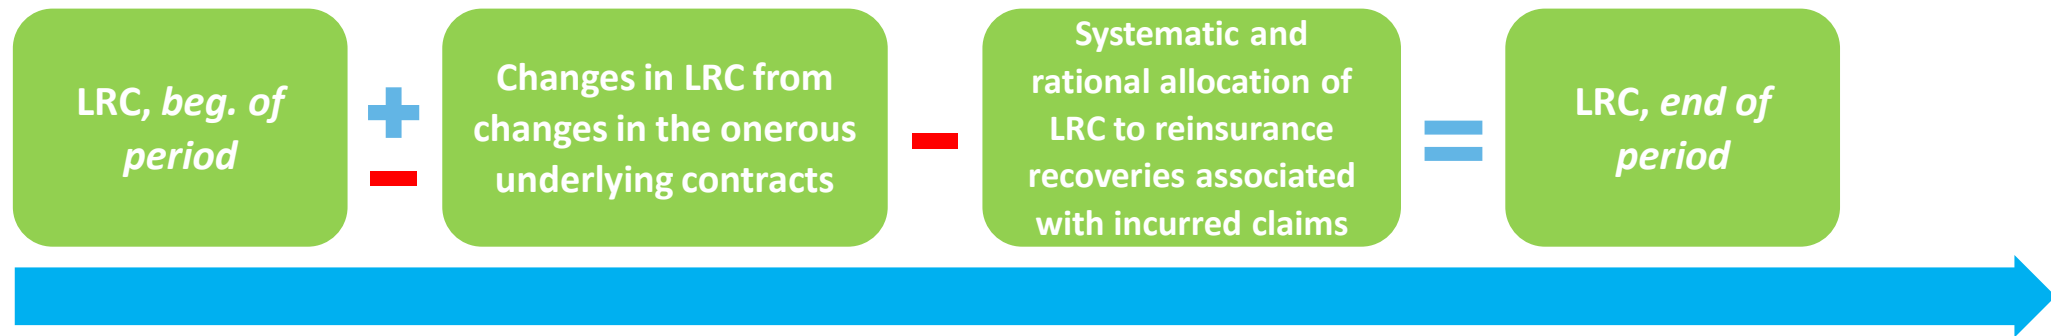 LRC, beg. of
period
+
-
Changes in LRC from
changes in the onerous
underlying contracts
-
Systematic and
rational allocation of
LRC to reinsurance
recoveries associated
with incurred claims
=
LRC, end of
period